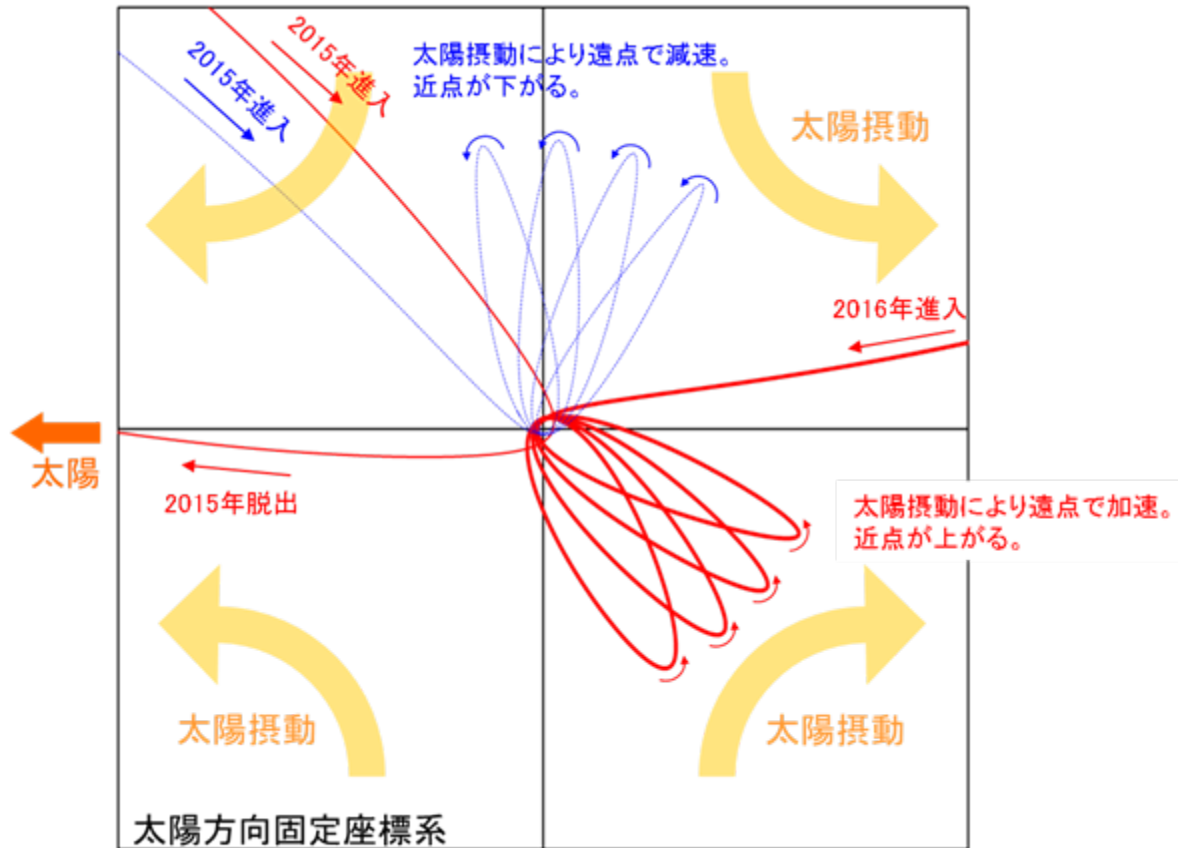 2015年進入
2015年進入
太陽摂動により遠点で減速。
近点が下がる。
太陽摂動
2016年進入
太陽
2015年脱出
太陽摂動により遠点で加速。
近点が上がる。
太陽摂動
太陽摂動
太陽方向固定座標系